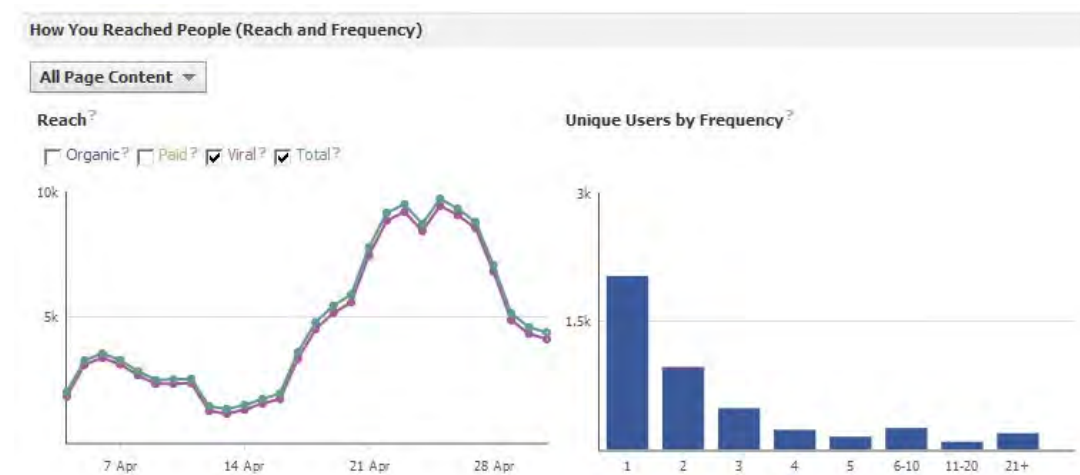 How You Reached People (Reach and Frequency)
All Page Content
Reach?
Organic? Paid? Viral? Total?
10k
5k
7 Apr 14 Apr 21 Apr 28 Apr
Unique Users by Frequency?
3k
1.5k
1 2 3 4 5 6-10 11-20 21+